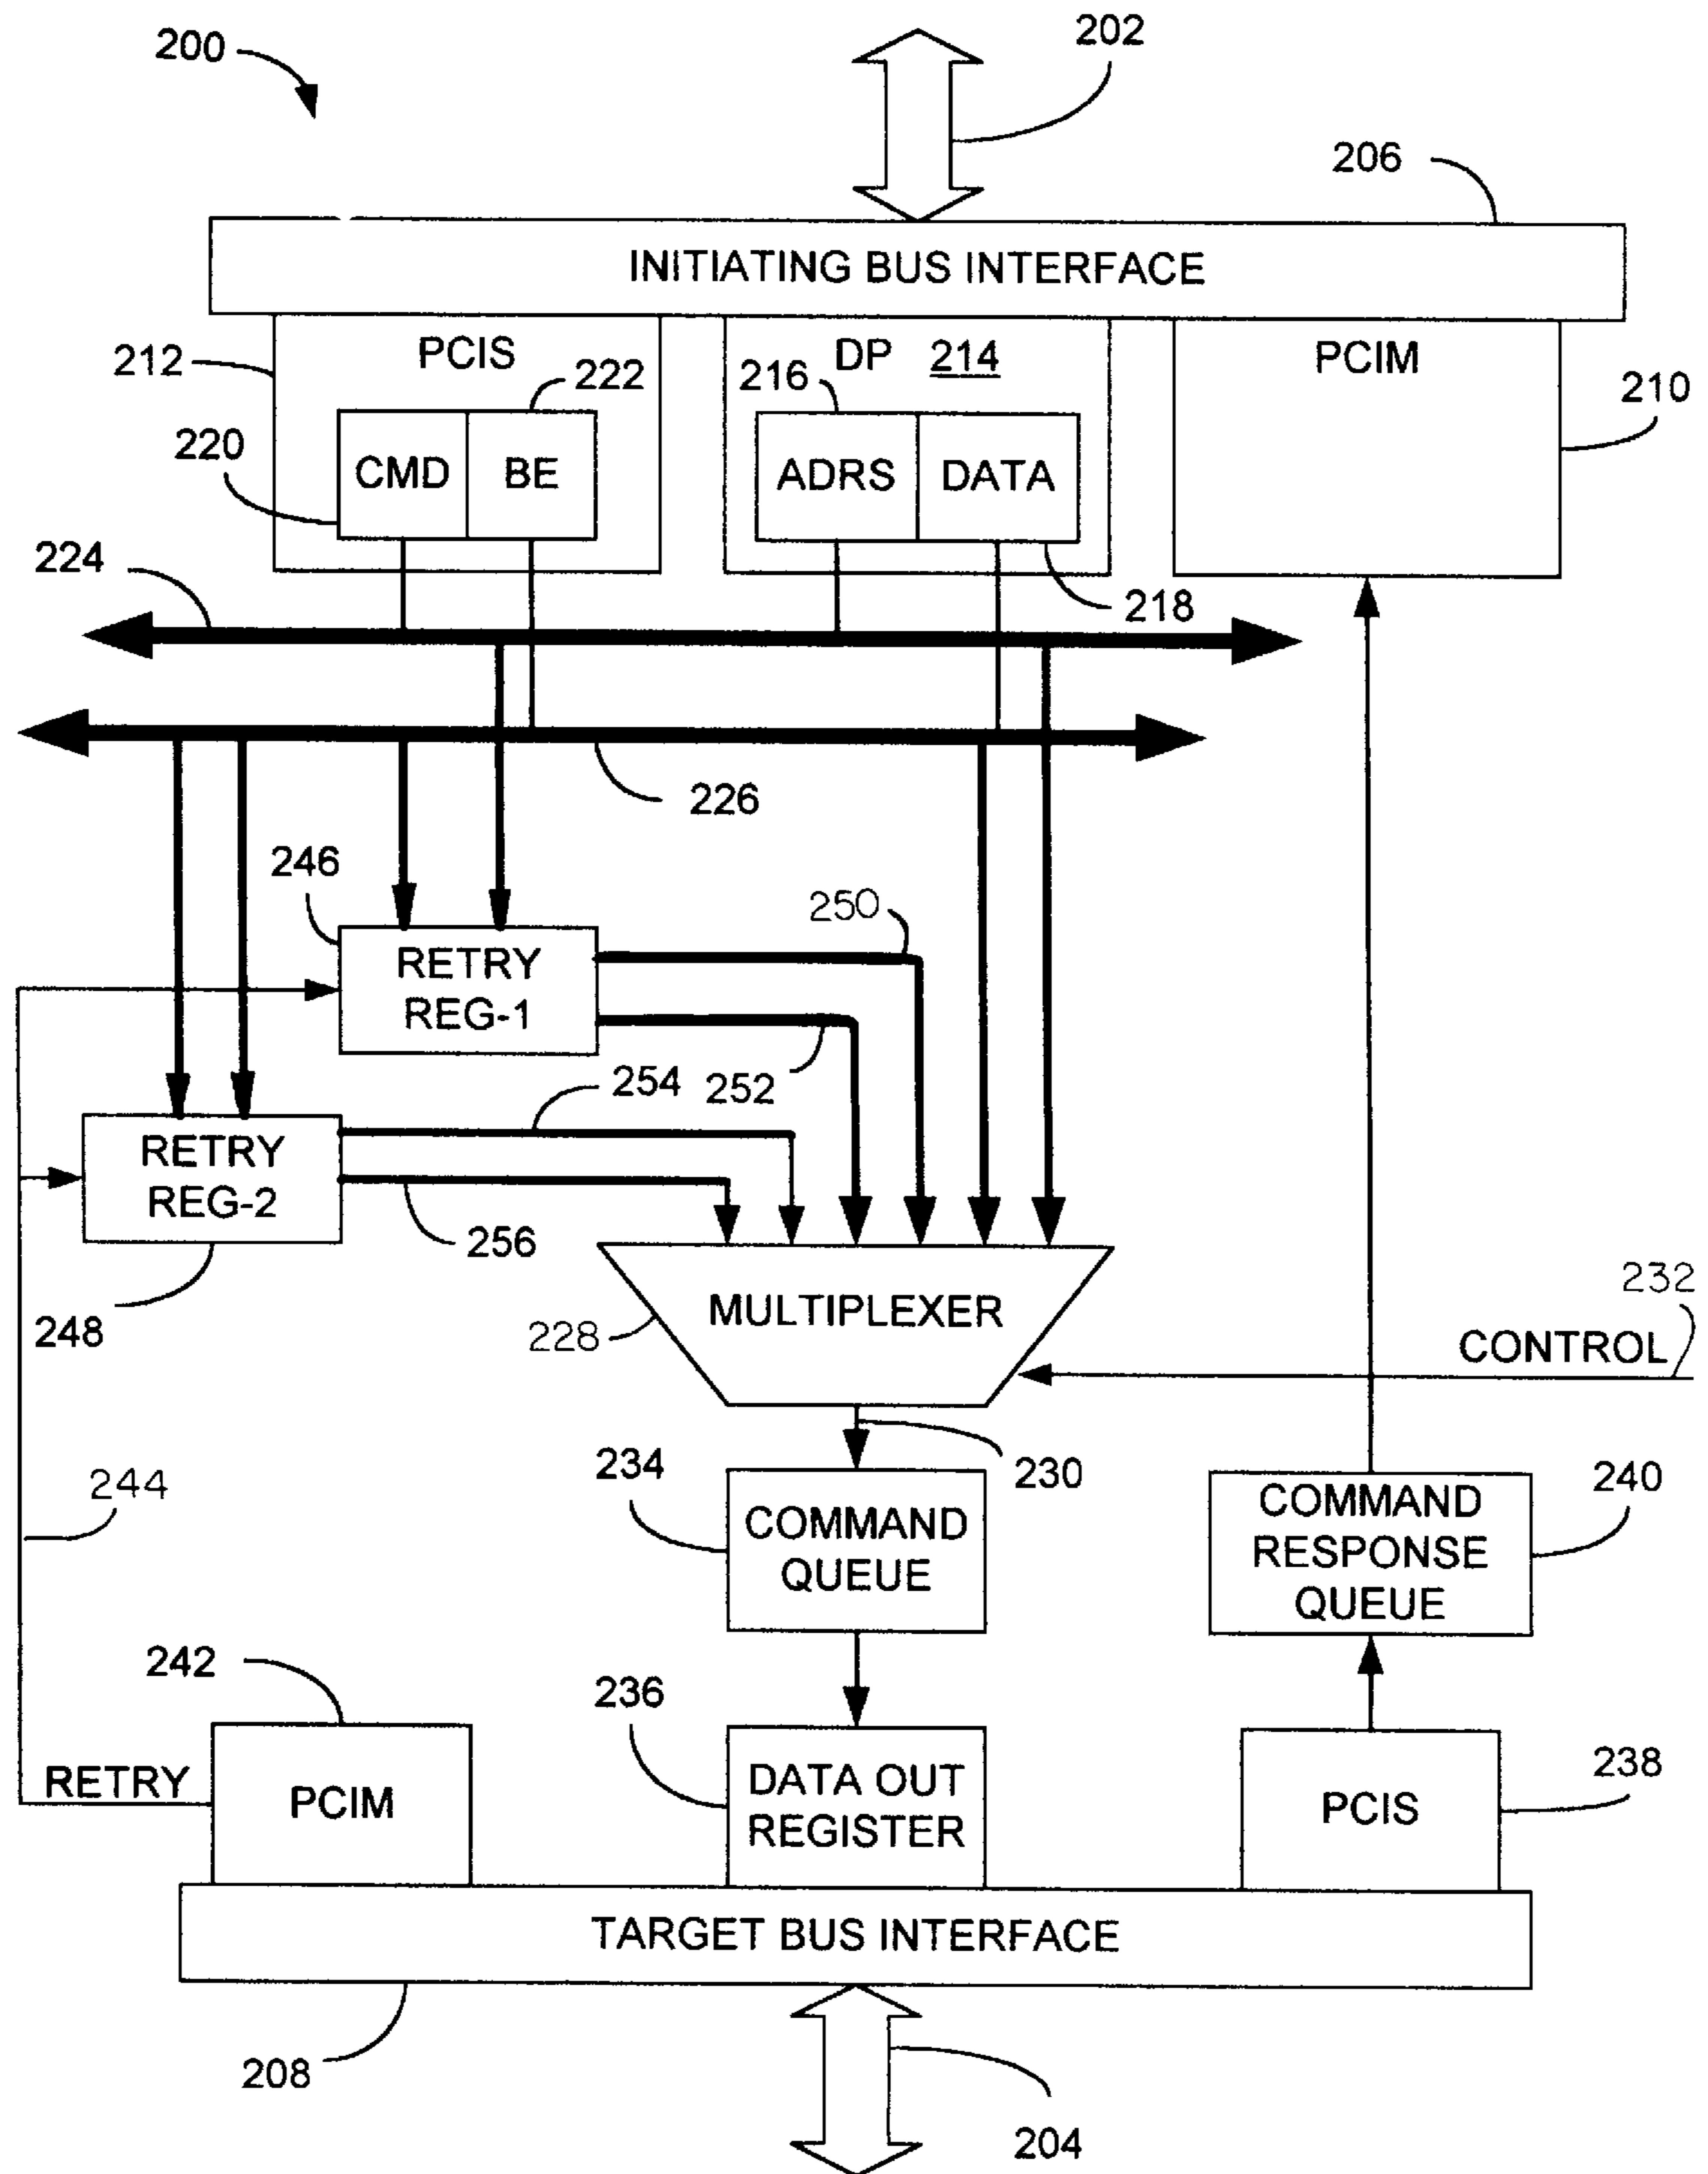 200
202
206
INITIATING BUS INTERFACE
PCIS
DP 214
PCIM
212
222
216
210
220
CMD BE
ADRS DATA
224
218
226
246
250
RETRY
REG-1
254 252
RETRY
REG-2
256
232
MULTIPLEXER
228
248
CONTROL
234
230
240
244
COMMAND
QUEUE
COMMAND
RESPONSE
QUEUE
242
236
238
RETRY
PCIM
DATA OUT
REGISTER
PCIS
TARGET BUS INTERFACE
208
204